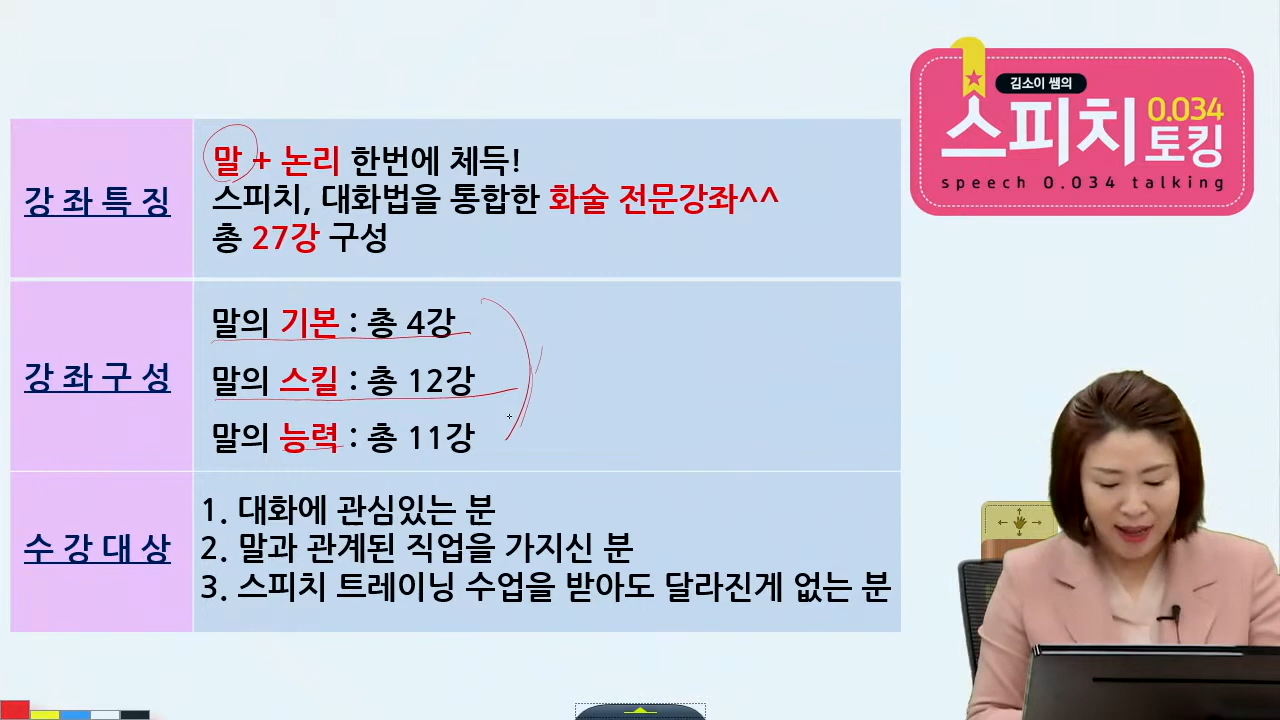 김소이 쌤의
스피치 0.034 토킹
speech 0.034 talking
강 좌 특 징
말 + 논리 한번에 체득!
스피치, 대화법을 통합한 화술 전문강좌^^
총 27강 구성
강 좌 구 성
말의 기본 : 총 4강
말의 스킬 : 총 12강
말의 능력 : 총 11강
수 강 대 상
1. 대화에 관심있는 분
2. 말과 관계된 직업을 가지신 분
3. 스피치 트레이닝 수업을 받아도 달라진게 없는 분